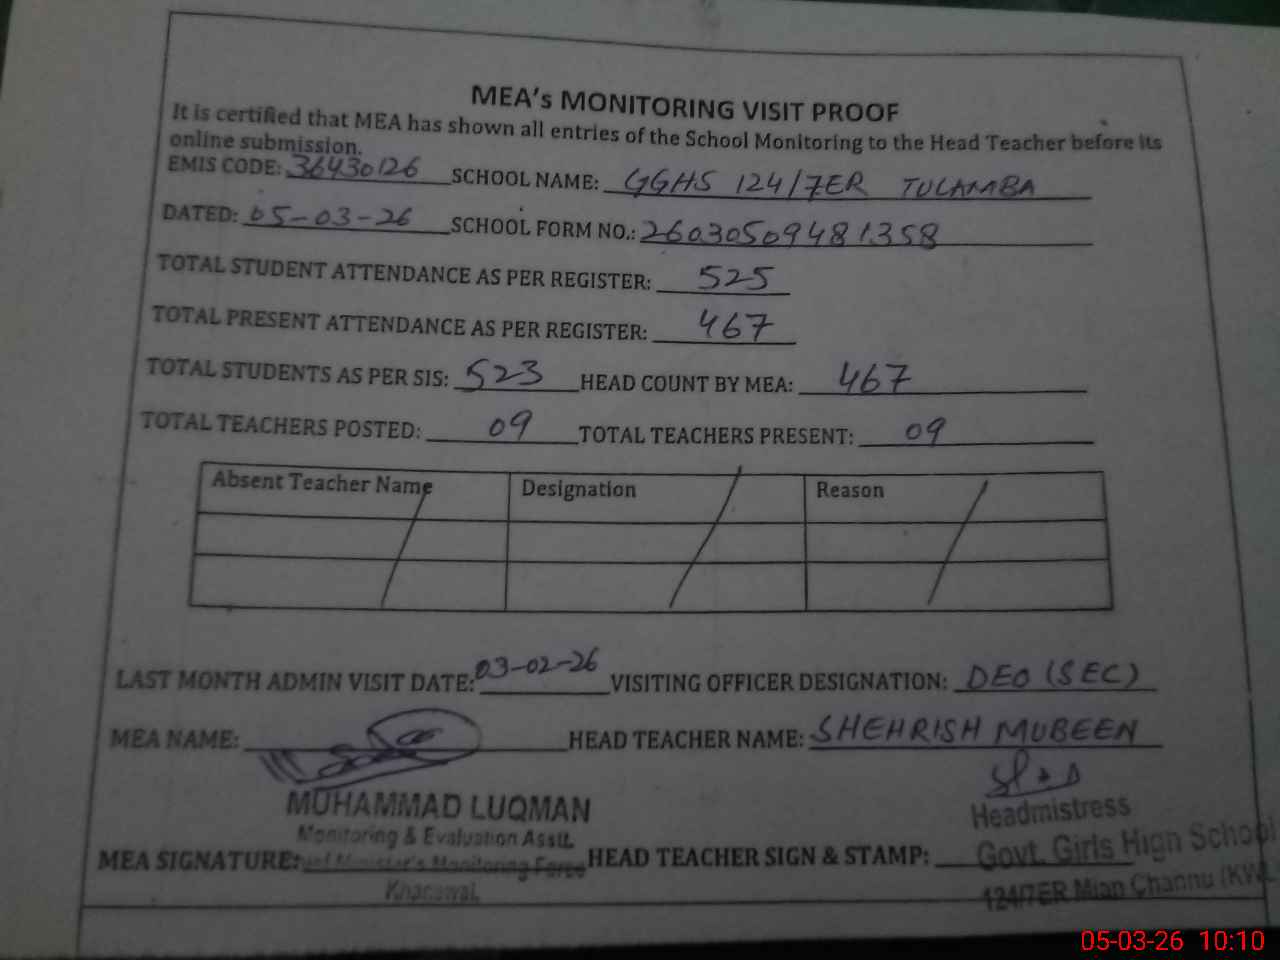 MEA's MONITORING VISIT PROOF
It is certified that MEA has shown all entries of the School Monitoring to the Head Teacher before its
online submission.
EMIS CODE: 36430126 SCHOOL NAME: GGHS 124/7ER TULAMBA
DATED: 05-03-26 SCHOOL FORM NO.: 26030509481358
TOTAL STUDENT ATTENDANCE AS PER REGISTER: 525
TOTAL PRESENT ATTENDANCE AS PER REGISTER: 467
TOTAL STUDENTS AS PER SIS: 523 HEAD COUNT BY MEA: 467
TOTAL TEACHERS POSTED: 09 TOTAL TEACHERS PRESENT: 09
Absent Teacher Name Designation Reason
LAST MONTH ADMIN VISIT DATE: 03-02-26 VISITING OFFICER DESIGNATION: DEO (SEC)
MEA NAME: HEAD TEACHER NAME: SHEHRISH MUBEEN
MUHAMMAD LUQMAN
Monitoring & Evaluation Asstt.
Headmistress
MEA SIGNATURE: Minister's Monitoring Force HEAD TEACHER SIGN & STAMP: Govt. Girls High School
Khanewal.
124/7ER Mian Channu (KWL
05-03-26 10:10